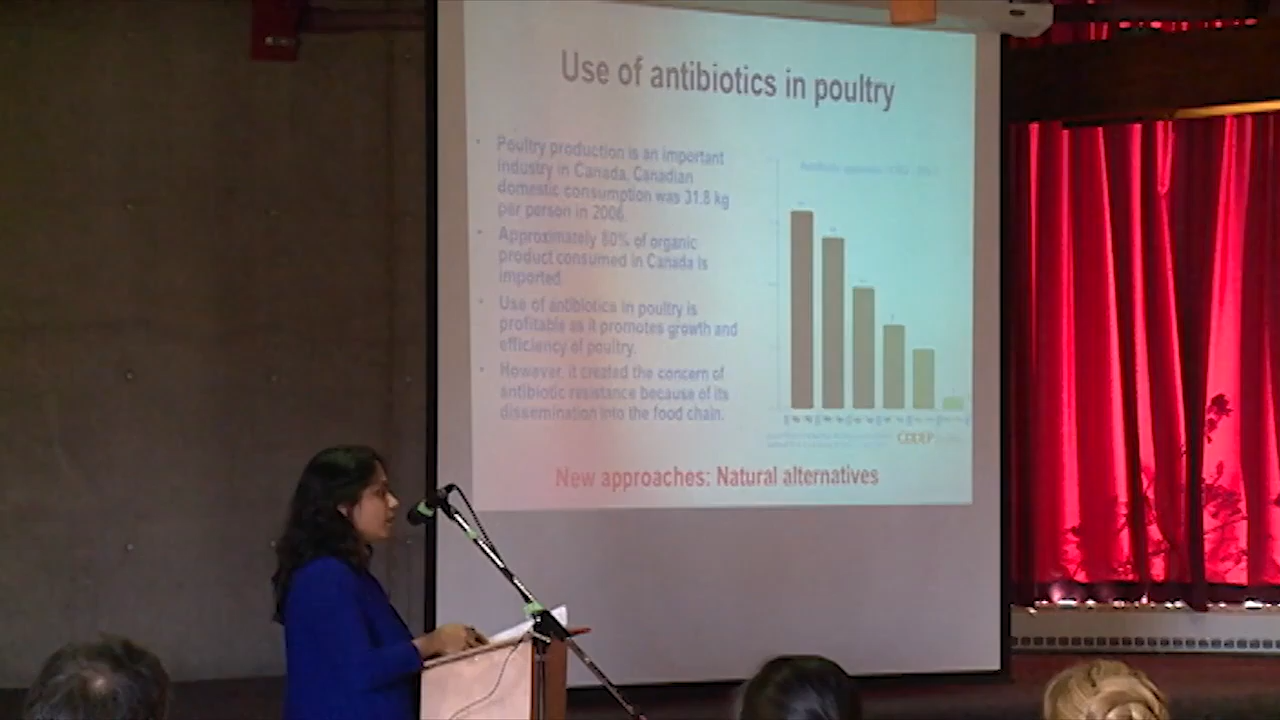 Use of antibiotics in poultry
• Poultry production is an important
industry in Canada. Canadian
domestic consumption was 31.8 kg
per person in 2006.
• Approximately 80% of organic
product consumed in Canada is
imported.
• Use of antibiotics in poultry is
profitable as it promotes growth and
efficiency of poultry.
• However, it created the concern of
antibiotic resistance because of its
dissemination into the food chain.
New approaches: Natural alternatives